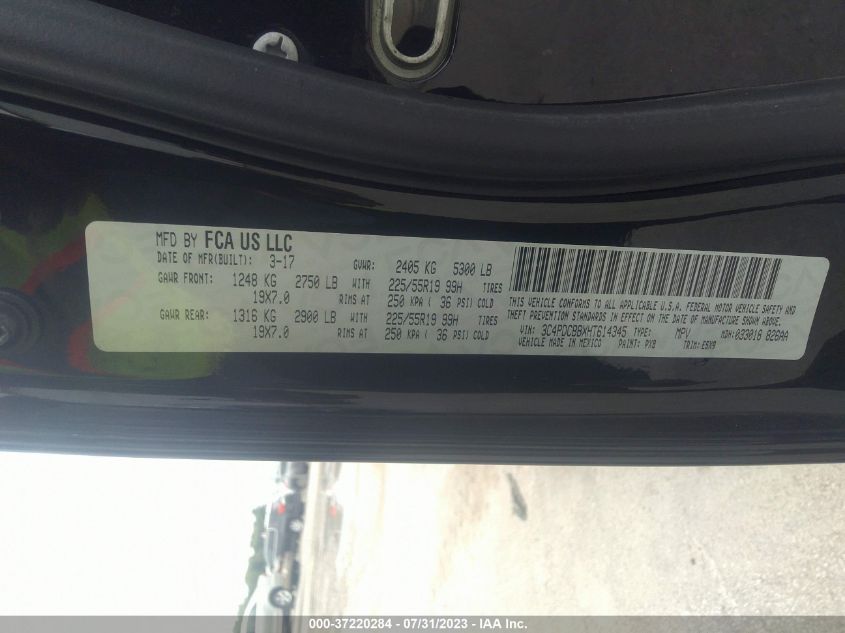 MFD BY FCA US LLC
DATE OF MFR(BUILT): 3-17 GVWR: 2405 KG 5300 LB
GAWR FRONT: 1248 KG 2750 LB WITH 225/55R19 99H TIRES
19X7.0 RIMS AT 250 KPA ( 36 PSI) COLD
GAWR REAR: 1316 KG 2900 LB WITH 225/55R19 99H TIRES
19X7.0 RIMS AT 250 KPA ( 36 PSI) COLD
THIS VEHICLE CONFORMS TO ALL APPLICABLE U.S.A. FEDERAL MOTOR VEHICLE SAFETY AND
THEFT PREVENTION STANDARDS IN EFFECT ON THE DATE OF MANUFACTURE SHOWN ABOVE.
VIN: 3C4PDCBBXHT614345 TYPE: MPV MDH: 033016 826AA
VEHICLE MADE IN MEXICO PAINT: PX8 TRIM: E5X9
000-37220284 - 07/31/2023 - IAA Inc.